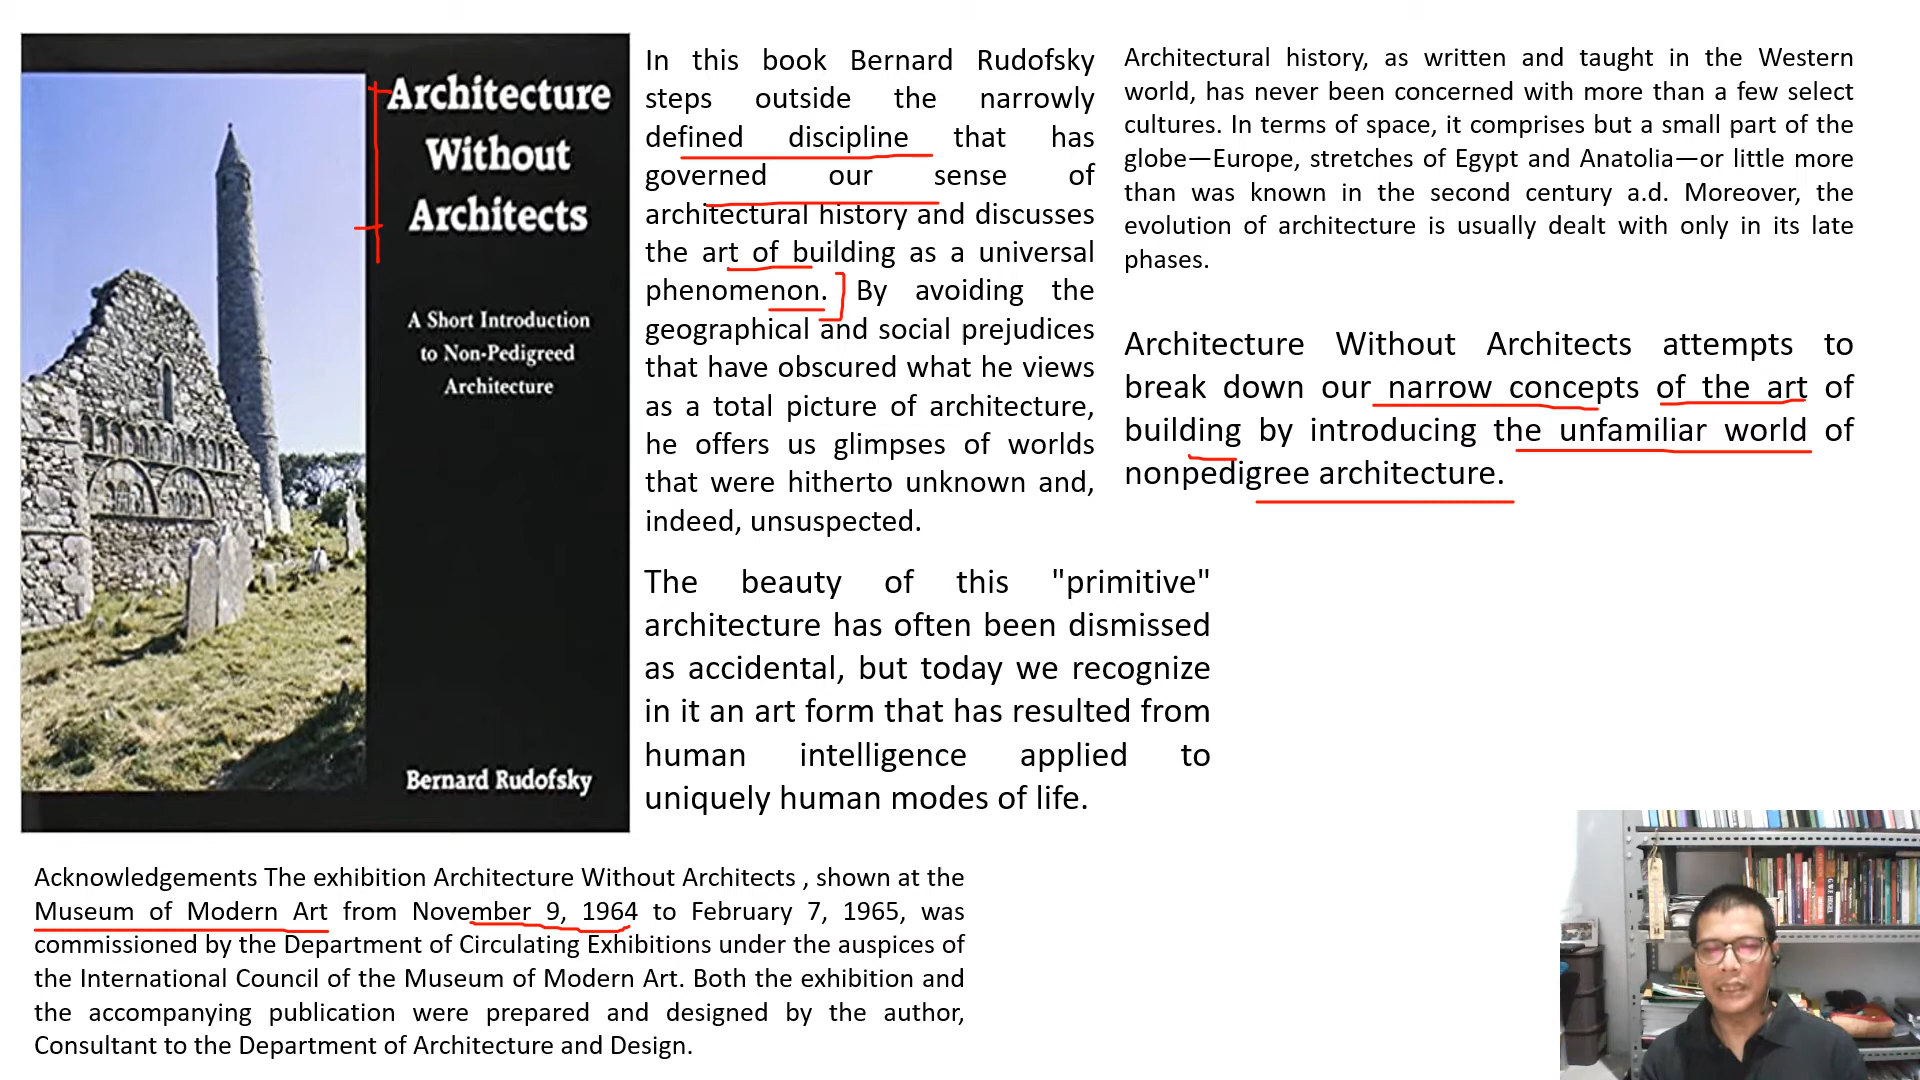 Architecture
Without
Architects
A Short Introduction
to Non-Pedigreed
Architecture
Bernard Rudofsky
In this book Bernard Rudofsky
steps outside the narrowly
defined discipline that has
governed our sense of
architectural history and discusses
the art of building as a universal
phenomenon. By avoiding the
geographical and social prejudices
that have obscured what he views
as a total picture of architecture,
he offers us glimpses of worlds
that were hitherto unknown and,
indeed, unsuspected.
The beauty of this "primitive"
architecture has often been dismissed
as accidental, but today we recognize
in it an art form that has resulted from
human intelligence applied to
uniquely human modes of life.
Architectural history, as written and taught in the Western
world, has never been concerned with more than a few select
cultures. In terms of space, it comprises but a small part of the
globe—Europe, stretches of Egypt and Anatolia—or little more
than was known in the second century a.d. Moreover, the
evolution of architecture is usually dealt with only in its late
phases.
Architecture Without Architects attempts to
break down our narrow concepts of the art of
building by introducing the unfamiliar world of
nonpedigree architecture.
Acknowledgements The exhibition Architecture Without Architects , shown at the
Museum of Modern Art from November 9, 1964 to February 7, 1965, was
commissioned by the Department of Circulating Exhibitions under the auspices of
the International Council of the Museum of Modern Art. Both the exhibition and
the accompanying publication were prepared and designed by the author,
Consultant to the Department of Architecture and Design.